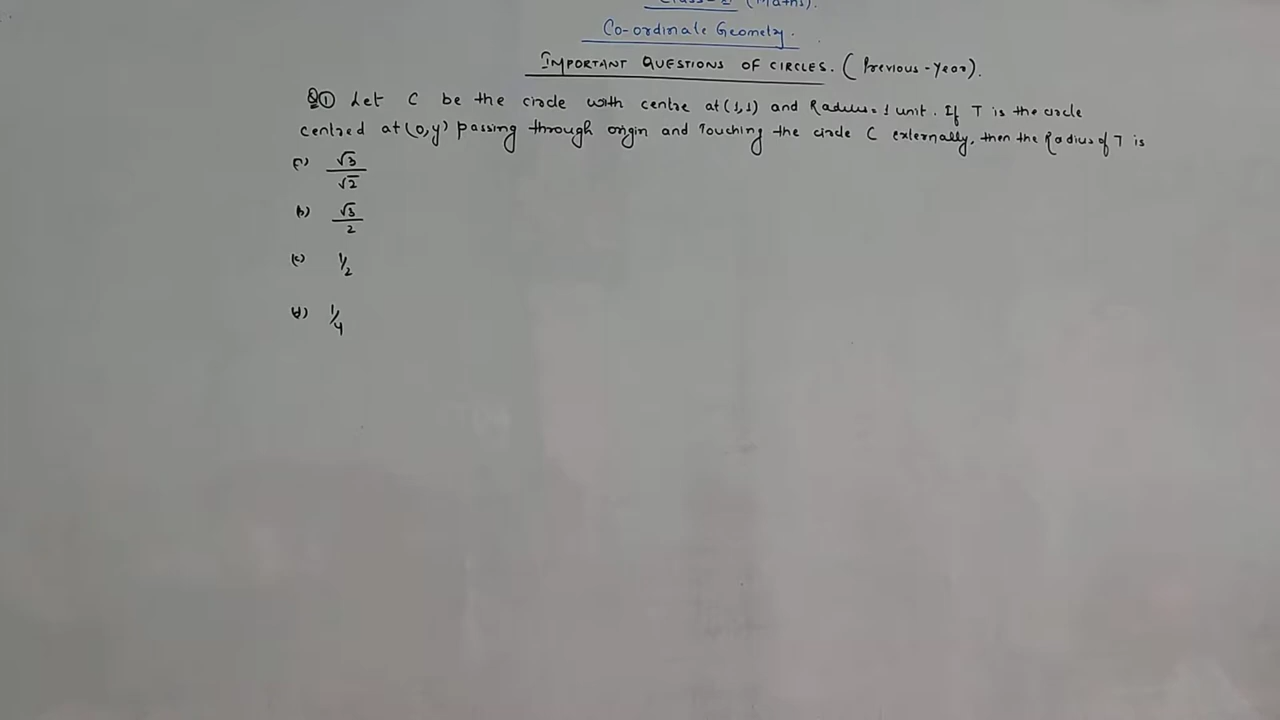 Class-X (Maths).
Co-ordinate Geometry.
IMPORTANT QUESTIONS OF CIRCLES. (Previous-Year).
Q① Let C be the circle with centre at (1,1) and Radius = 1 unit. If T is the circle
centred at (0,y) passing through origin and Touching the circle C externally, then the Radius of T is
√3/√2
(b) √3/2
(c) 1/2
(d) 1/4